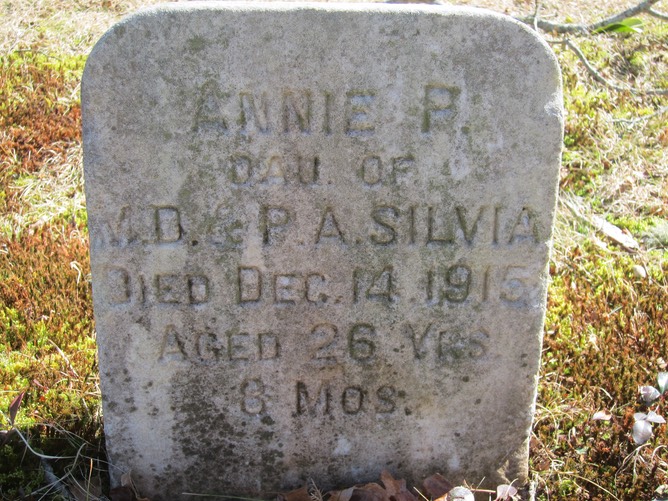 ANNIE P.
DAU. OF
M.D. & P.A. SILVIA
DIED DEC. 14. 1915.
AGED 26 YRS.
8 MOS.